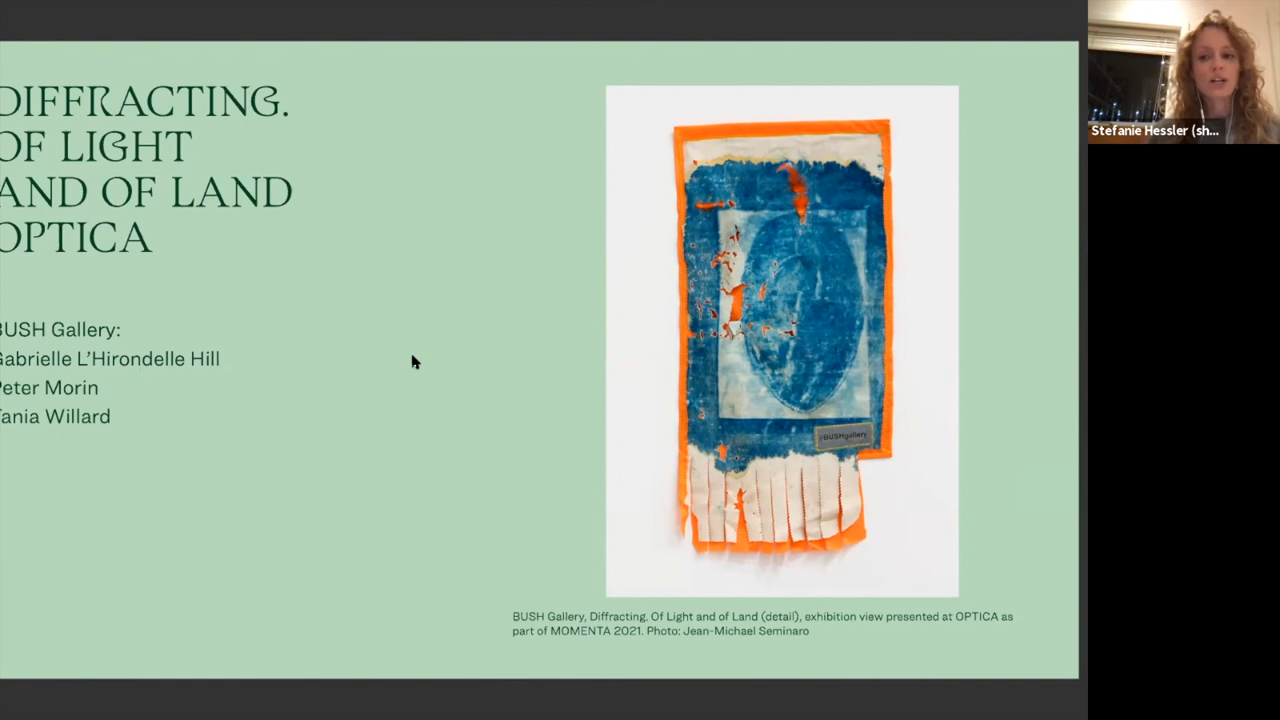 DIFFRACTING.
OF LIGHT
AND OF LAND
OPTICA
BUSH Gallery:
Gabrielle L’Hirondelle Hill
Peter Morin
Tania Willard
BUSHgallery
BUSH Gallery, Diffracting. Of Light and of Land (detail), exhibition view presented at OPTICA as
part of MOMENTA 2021. Photo: Jean-Michael Seminaro
Stefanie Hessler (sh...